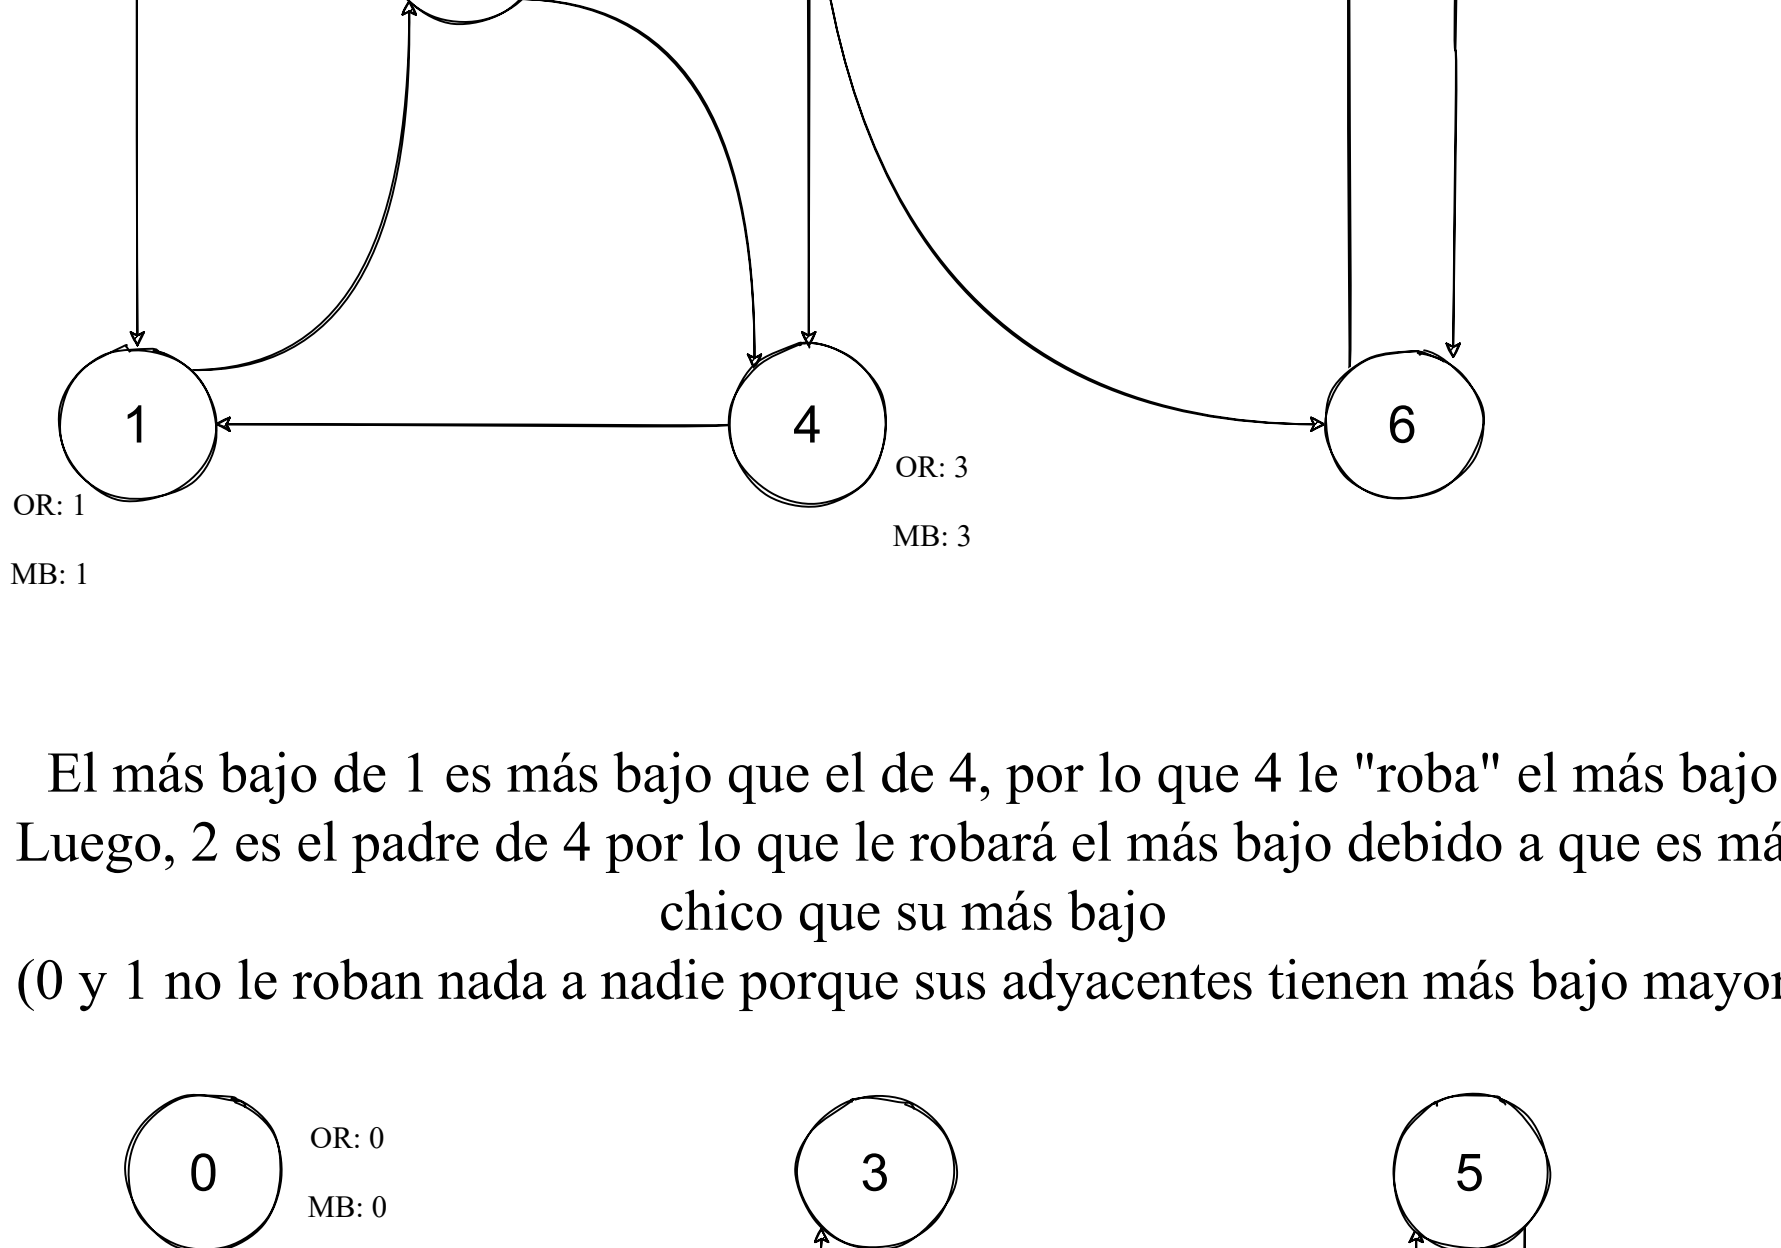 1
4
6
OR: 3
OR: 1
MB: 3
MB: 1
El más bajo de 1 es más bajo que el de 4, por lo que 4 le "roba" el más bajo
Luego, 2 es el padre de 4 por lo que le robará el más bajo debido a que es
chico que su más bajo
(0 y 1 no le roban nada a nadie porque sus adyacentes tienen más bajo mayor
OR: 0
0
3
5
MB: 0